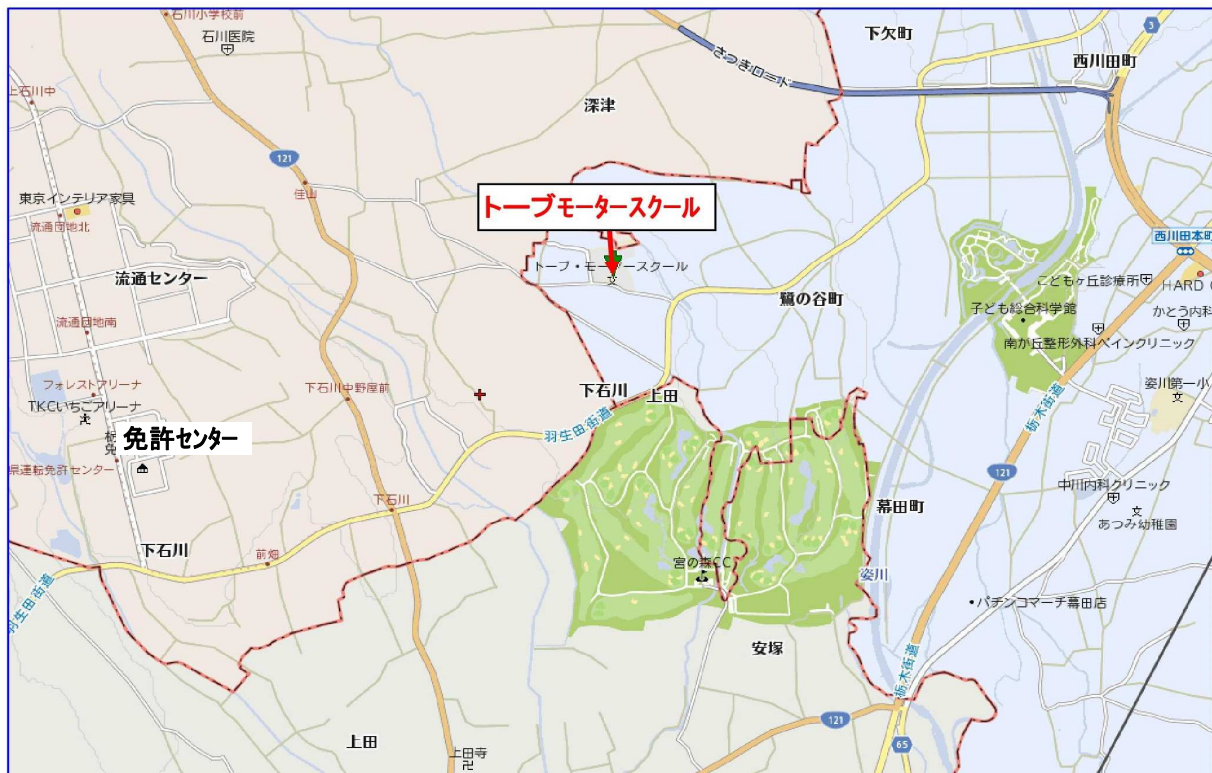 石川小学校前
石川医院
上石川中
さつきロード
下欠町
3
西川田町
深津
121
佳山
東京インテリア家具
流通団地北
流通センター
流通団地南
トーブモータースクール
トーブ・モータースクール
鷺の谷町
西川田本町
こどもヶ丘診療所
HARD
子ども総合科学館
かとう内科
南が丘整形外科ペインクリニック
フォレストアリーナ
TKCいちごアリーナ
免許センター
県運転免許センター
下石川中野屋前
下石川
上田
羽生田街道
姿川第一小
栃木街道
121
中川内科クリニック
あつみ幼稚園
幕田町
下石川
下石川
前畑
羽生田街道
宮の森CC
姿川
パチンコマーチ幕田店
安塚
栃木街道
121
65
上田
上田寺